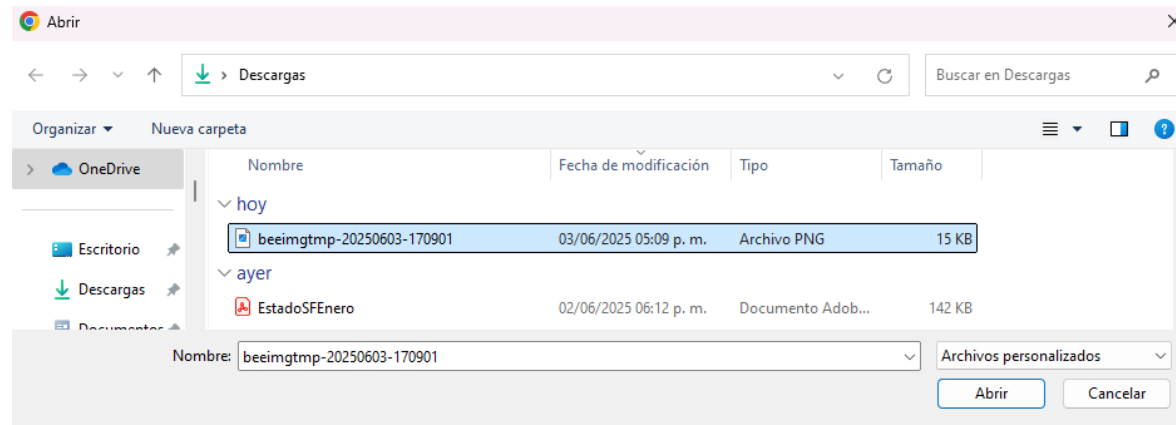 Abrir
Descargas
Buscar en Descargas
Organizar Nueva carpeta
OneDrive
Nombre Fecha de modificación Tipo Tamaño
hoy
beeimgtmp-20250603-170901 03/06/2025 05:09 p. m. Archivo PNG 15 KB
Escritorio
ayer
Descargas
EstadoSFEnero 02/06/2025 06:12 p. m. Documento Adob... 142 KB
Documentos
Nombre: beeimgtmp-20250603-170901 Archivos personalizados
Abrir Cancelar